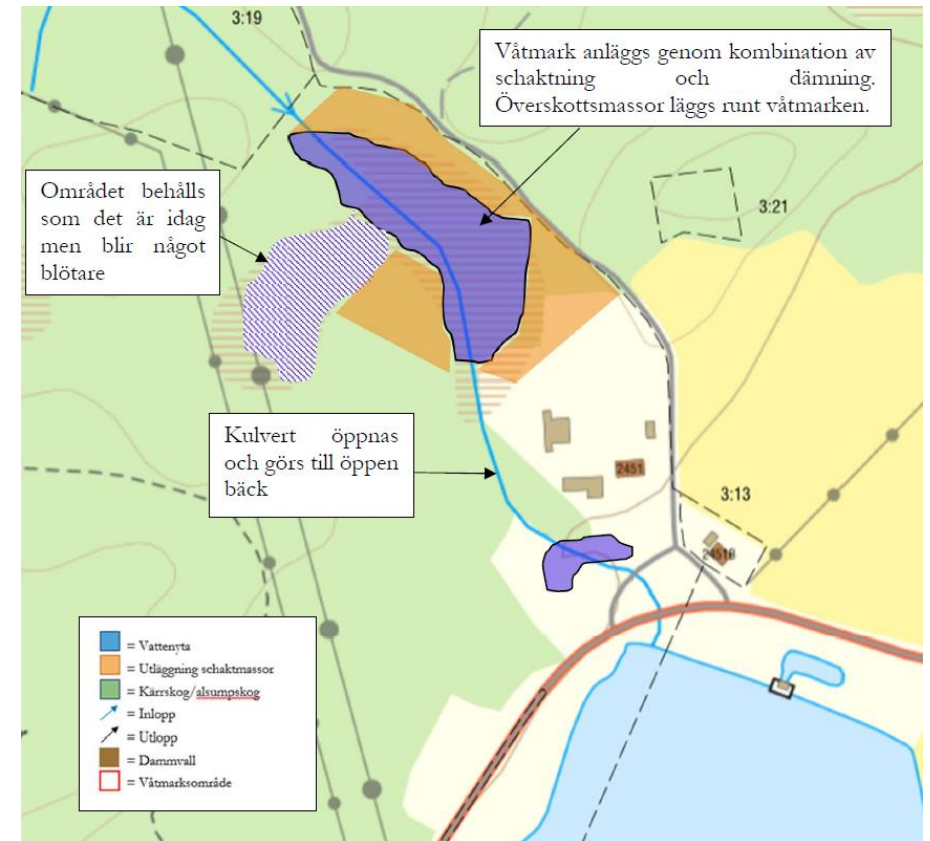 3:19
Våtmark anläggs genom kombination av
schaktning och dämning.
Överskottsmassor läggs runt våtmarken.
Området behålls
som det är idag
men blir något
blötare
3:21
Kulvert öppnas
och görs till öppen
bäck
2451
3:13
2451B
= Vattenyta
= Utläggning schaktmassor
= Kärrskog/alsumpskog
= Inlopp
= Utlopp
= Dammvall
= Våtmarksområde